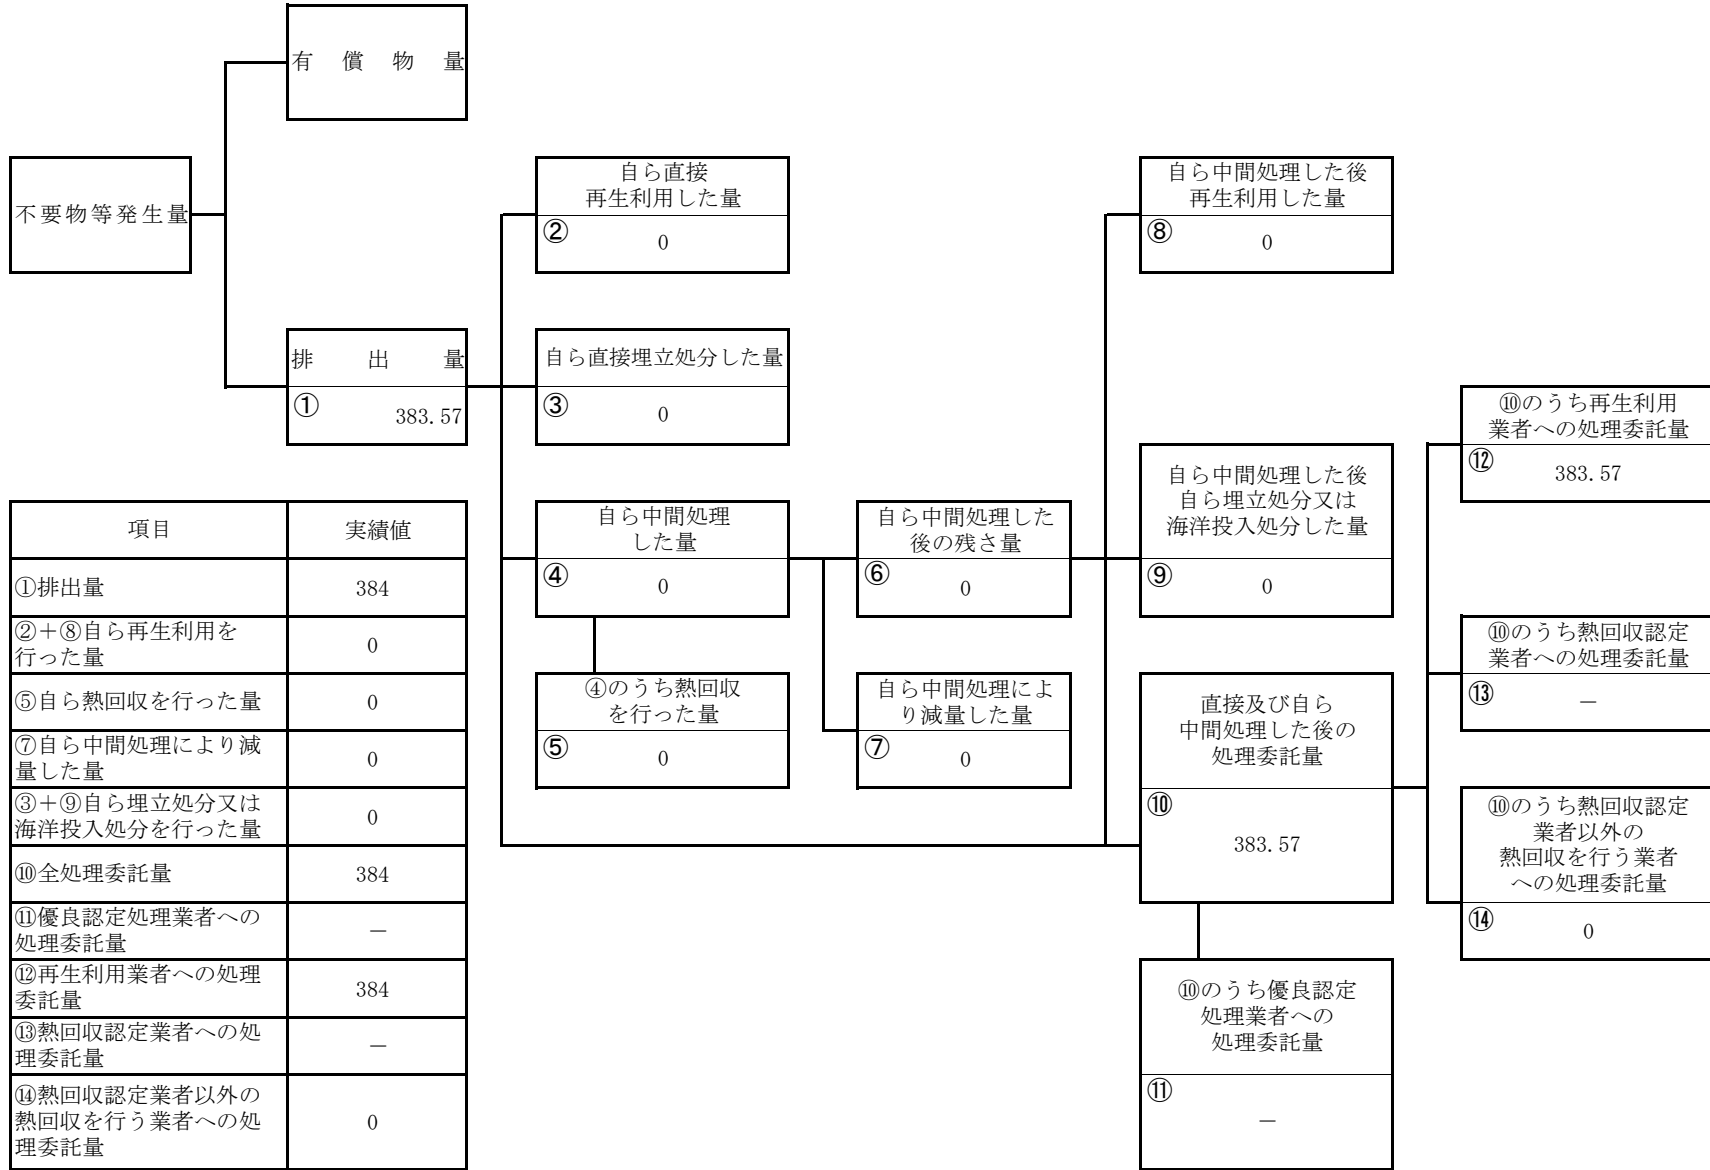 有償物量
不要物等発生量
排出量
① 383.57
自ら直接
再生利用した量
② 0
自ら直接埋立処分した量
③ 0
自ら中間処理
した量
④ 0
④のうち熱回収
を行った量
⑤ 0
自ら中間処理した
後の残さ量
⑥ 0
自ら中間処理によ
り減量した量
⑦ 0
自ら中間処理した後
再生利用した量
⑧ 0
自ら中間処理した後
自ら埋立処分又は
海洋投入処分した量
⑨ 0
直接及び自ら
中間処理した後の
処理委託量
⑩
383.57
⑩のうち優良認定
処理業者への
処理委託量
⑪
－
⑩のうち再生利用
業者への処理委託量
⑫ 383.57
⑩のうち熱回収認定
業者への処理委託量
⑬ －
⑩のうち熱回収認定
業者以外の
熱回収を行う業者
への処理委託量
⑭ 0
項目 実績値
①排出量 384
②＋⑧自ら再生利用を
行った量 0
⑤自ら熱回収を行った量 0
⑦自ら中間処理により減
量した量 0
③＋⑨自ら埋立処分又は
海洋投入処分を行った量 0
⑩全処理委託量 384
⑪優良認定処理業者への
処理委託量 －
⑫再生利用業者への処理
委託量 384
⑬熱回収認定業者への処
理委託量 －
⑭熱回収認定業者以外の
熱回収を行う業者への処
理委託量 0